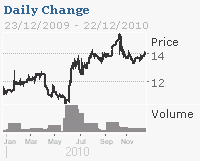 Daily Change
23/12/2009 - 22/12/2010
Price
14
12
Volume
Jan Mar May Jul Sep Nov
2010